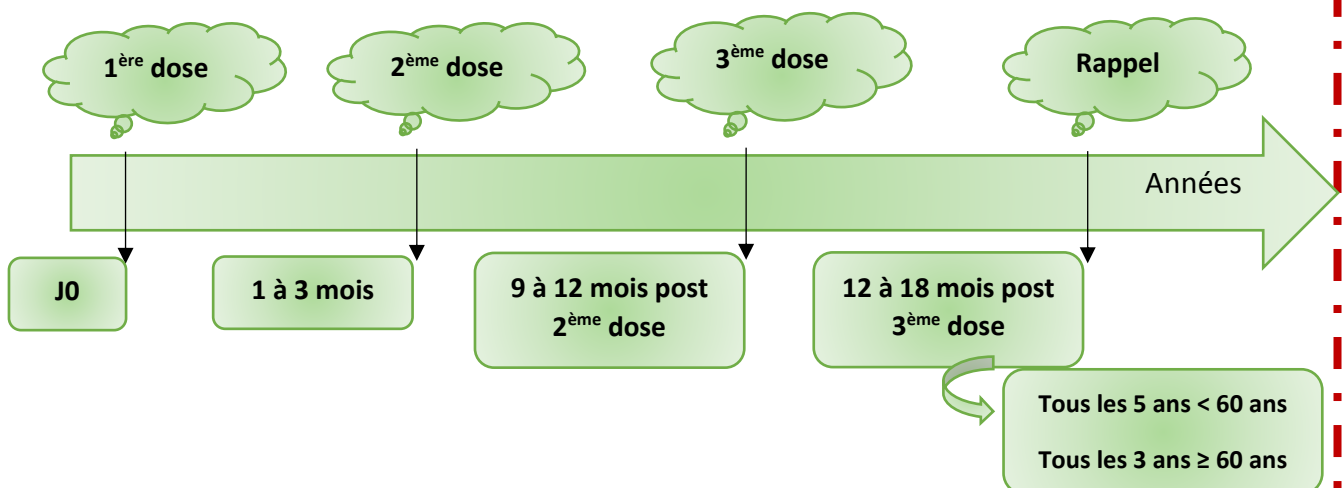 1ère dose
2ème dose
3ème dose
Rappel
Années
J0
1 à 3 mois
9 à 12 mois post
2ème dose
12 à 18 mois post
3ème dose
Tous les 5 ans < 60 ans
Tous les 3 ans ≥ 60 ans